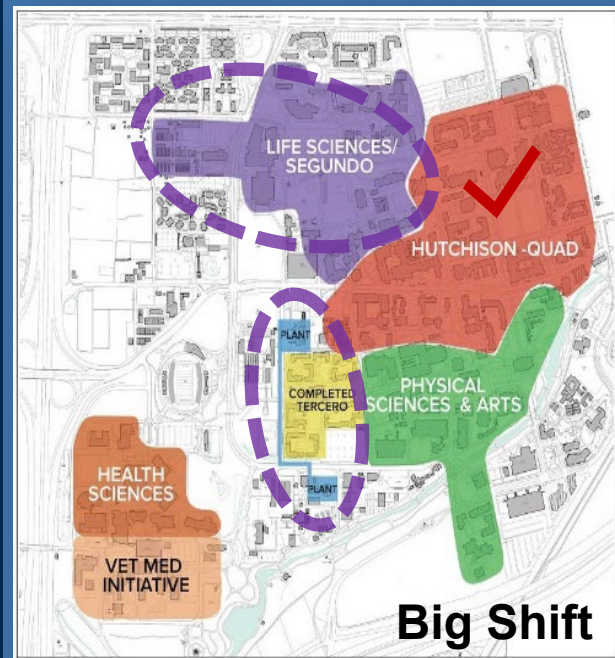 LIFE SCIENCES/
SEGUNDO
HUTCHISON -QUAD
PLANT
COMPLETED
TERCERO
PHYSICAL
SCIENCES & ARTS
PLANT
HEALTH
SCIENCES
VET MED
INITIATIVE
Big Shift